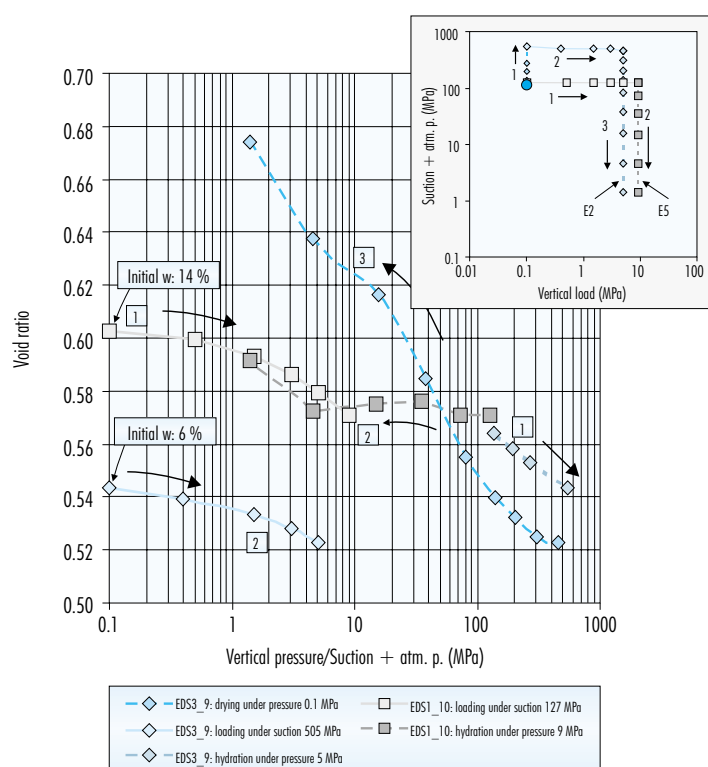 1000
100
10
1
0.1
Suction + atm. p. (MPa)
1
2
1
3
2
E2
E5
0.01
0.1
1
10
100
Vertical load (MPa)
0.70
0.68
0.66
0.64
0.62
0.60
0.58
0.56
0.54
0.52
0.50
Void ratio
3
Initial w: 14 %
1
2
1
Initial w: 6 %
2
0.1
1
10
100
1000
Vertical pressure/Suction + atm. p. (MPa)
EDS3_9: drying under pressure 0.1 MPa
EDS1_10: loading under suction 127 MPa
EDS3_9: loading under suction 505 MPa
EDS1_10: hydration under pressure 9 MPa
EDS3_9: hydration under pressure 5 MPa